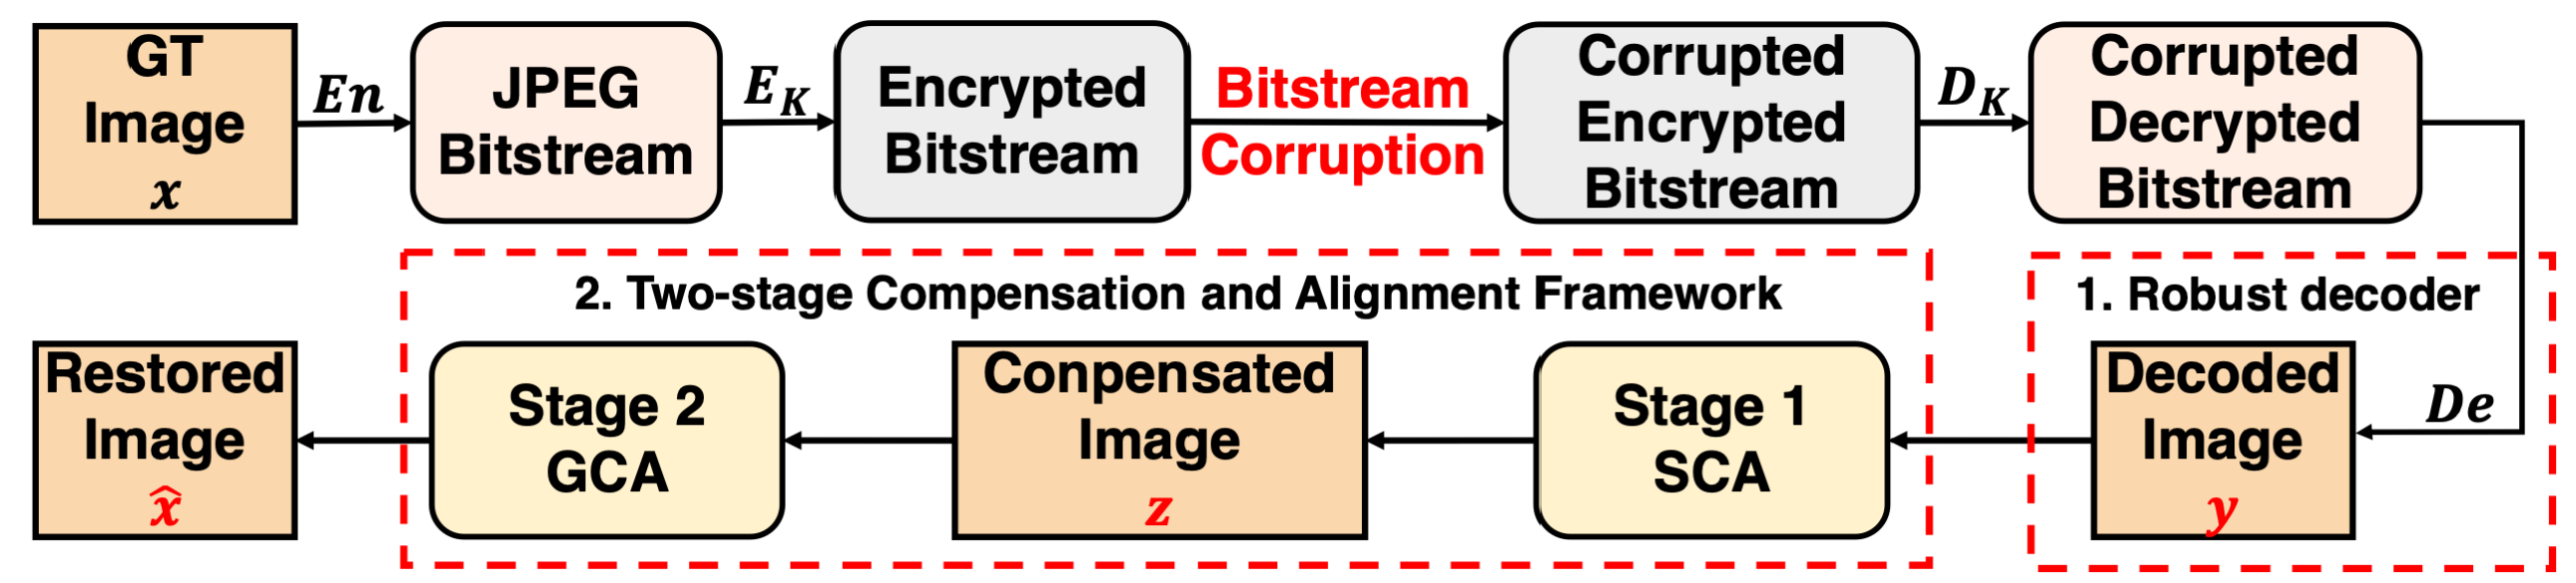 GT
Image
x
En
JPEG
Bitstream
E_K
Encrypted
Bitstream
Bitstream
Corruption
Corrupted
Encrypted
Bitstream
D_K
Corrupted
Decrypted
Bitstream
1. Robust decoder
De
Decoded
Image
y
2. Two-stage Compensation and Alignment Framework
Stage 1
SCA
Conpensated
Image
z
Stage 2
GCA
Restored
Image
x̂